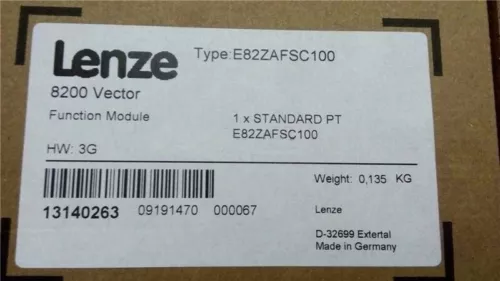 Lenze
Type:E82ZAFSC100
8200 Vector
Function Module
1 x STANDARD PT
E82ZAFSC100
HW: 3G
Weight: 0,135 KG
13140263 09191470 000067
Lenze
D-32699 Extertal
Made in Germany